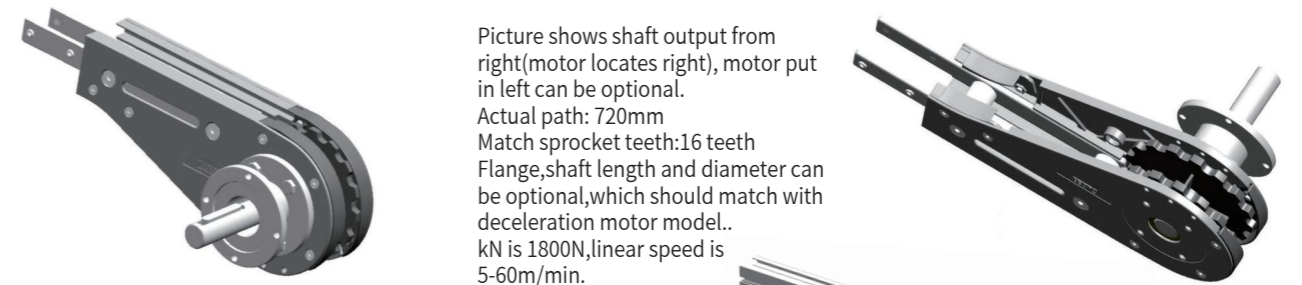 Picture shows shaft output from
right(motor locates right), motor put
in left can be optional.
Actual path: 720mm
Match sprocket teeth:16 teeth
Flange,shaft length and diameter can
be optional,which should match with
deceleration motor model..
kN is 1800N,linear speed is
5-60m/min.